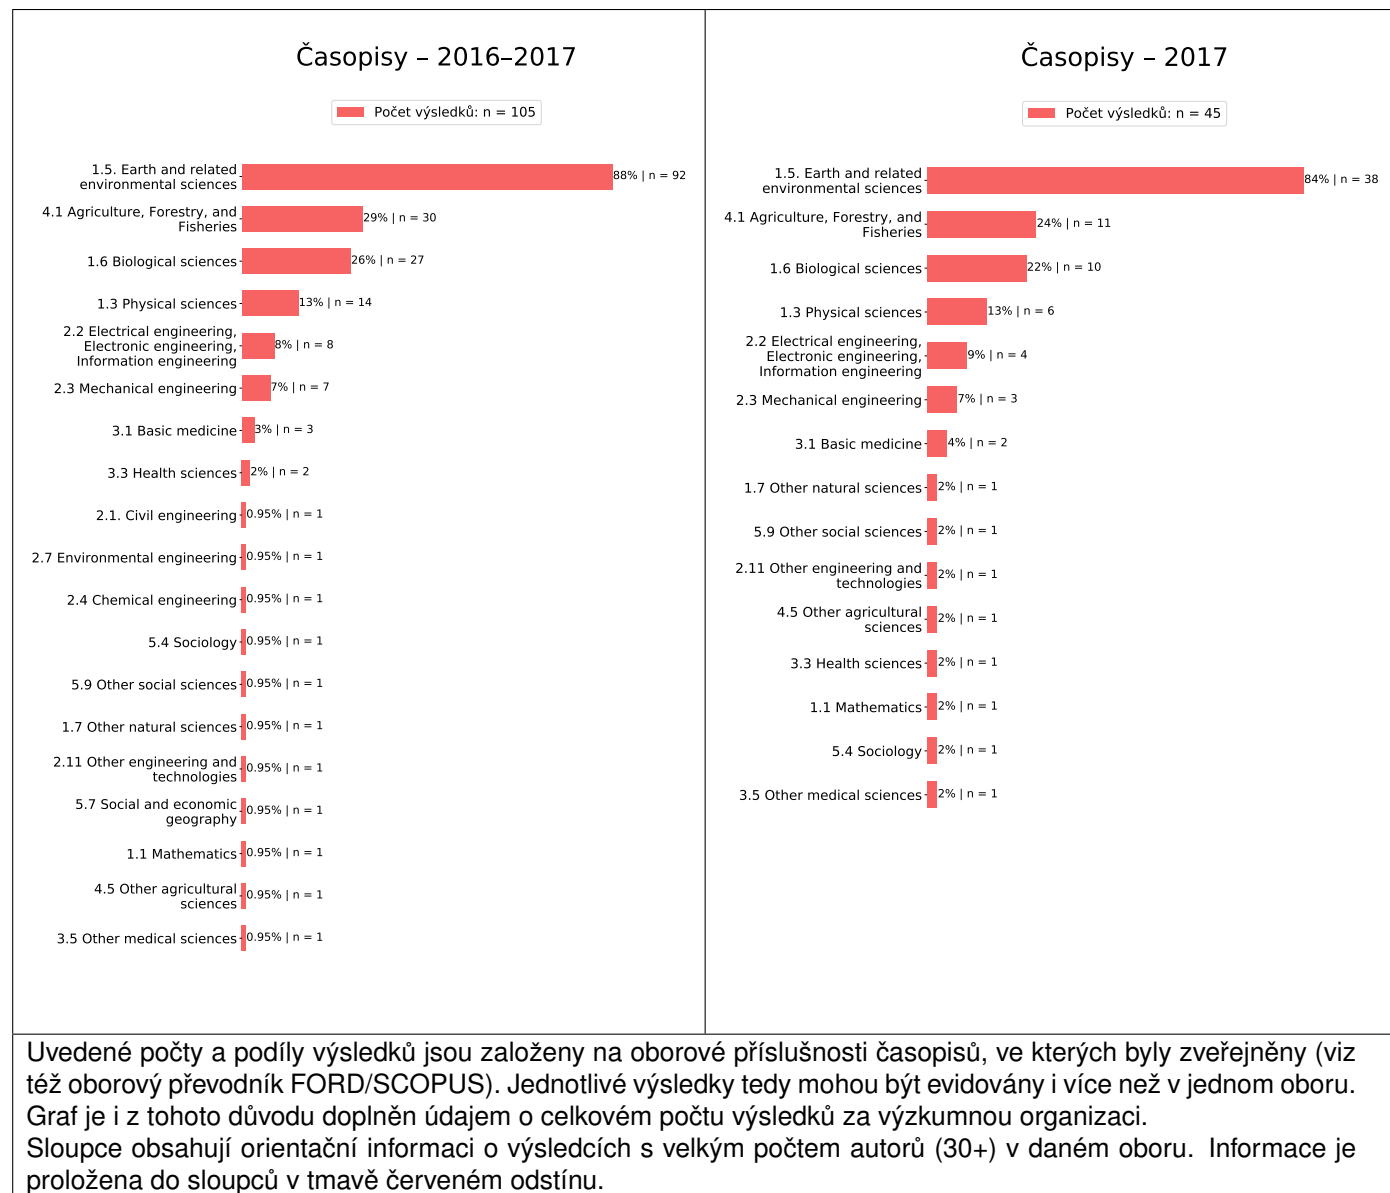 Časopisy – 2016–2017
Počet výsledků: n = 105
1.5. Earth and related
environmental sciences
88% | n = 92
4.1 Agriculture, Forestry, and
Fisheries
29% | n = 30
1.6 Biological sciences
26% | n = 27
1.3 Physical sciences
13% | n = 14
2.2 Electrical engineering,
Electronic engineering,
Information engineering
8% | n = 8
2.3 Mechanical engineering
7% | n = 7
3.1 Basic medicine
3% | n = 3
3.3 Health sciences
2% | n = 2
2.1. Civil engineering
0.95% | n = 1
2.7 Environmental engineering
0.95% | n = 1
2.4 Chemical engineering
0.95% | n = 1
5.4 Sociology
0.95% | n = 1
5.9 Other social sciences
0.95% | n = 1
1.7 Other natural sciences
0.95% | n = 1
2.11 Other engineering and
technologies
0.95% | n = 1
5.7 Social and economic
geography
0.95% | n = 1
1.1 Mathematics
0.95% | n = 1
4.5 Other agricultural
sciences
0.95% | n = 1
3.5 Other medical sciences
0.95% | n = 1
Časopisy – 2017
Počet výsledků: n = 45
1.5. Earth and related
environmental sciences
84% | n = 38
4.1 Agriculture, Forestry, and
Fisheries
24% | n = 11
1.6 Biological sciences
22% | n = 10
1.3 Physical sciences
13% | n = 6
2.2 Electrical engineering,
Electronic engineering,
Information engineering
9% | n = 4
2.3 Mechanical engineering
7% | n = 3
3.1 Basic medicine
4% | n = 2
1.7 Other natural sciences
2% | n = 1
5.9 Other social sciences
2% | n = 1
2.11 Other engineering and
technologies
2% | n = 1
4.5 Other agricultural
sciences
2% | n = 1
3.3 Health sciences
2% | n = 1
1.1 Mathematics
2% | n = 1
5.4 Sociology
2% | n = 1
3.5 Other medical sciences
2% | n = 1
Uvedené počty a podíly výsledků jsou založeny na oborové příslušnosti časopisů, ve kterých byly zveřejněny (viz
též oborový převodník FORD/SCOPUS). Jednotlivé výsledky tedy mohou být evidovány i více než v jednom oboru.
Graf je i z tohoto důvodu doplněn údajem o celkovém počtu výsledků za výzkumnou organizaci.
Sloupce obsahují orientační informaci o výsledcích s velkým počtem autorů (30+) v daném oboru. Informace je
proložena do sloupců v tmavě červeném odstínu.